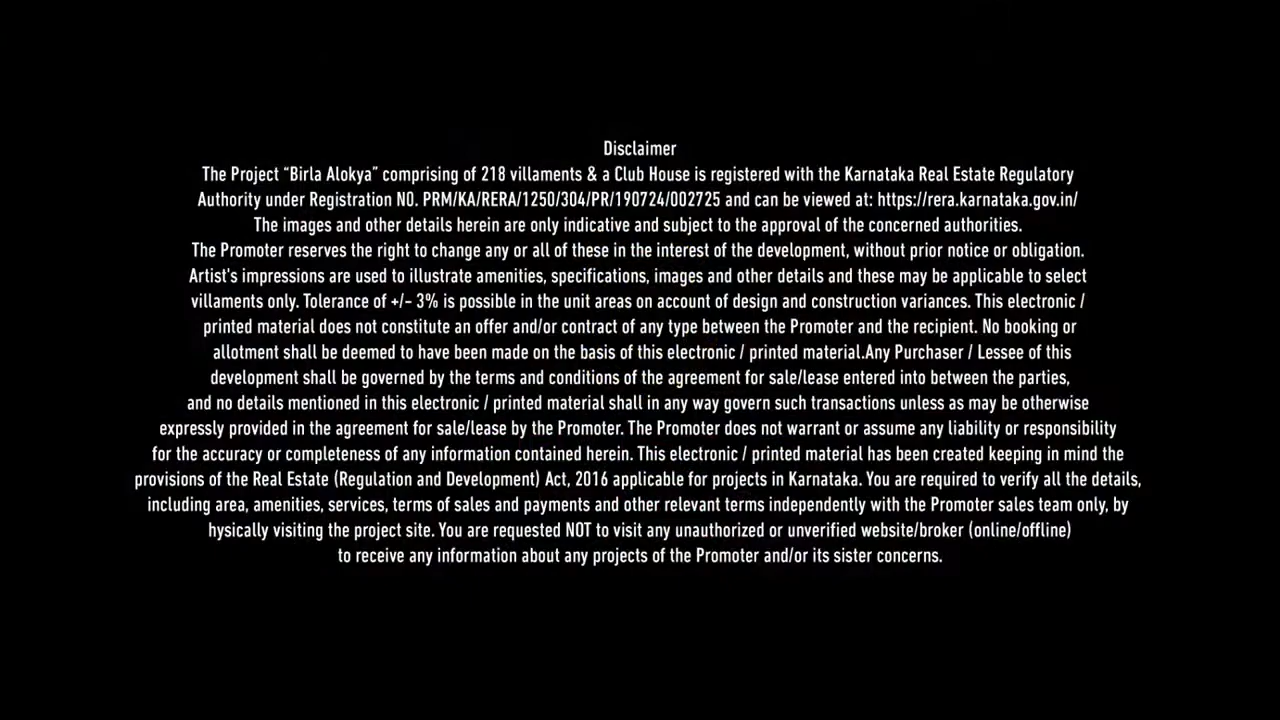 Disclaimer
The Project “Birla Alokya” comprising of 218 villaments & a Club House is registered with the Karnataka Real Estate Regulatory
Authority under Registration NO. PRM/KA/RERA/1250/304/PR/190724/002725 and can be viewed at: https://rera.karnataka.gov.in/
The images and other details herein are only indicative and subject to the approval of the concerned authorities.
The Promoter reserves the right to change any or all of these in the interest of the development, without prior notice or obligation.
Artist's impressions are used to illustrate amenities, specifications, images and other details and these may be applicable to select
villaments only. Tolerance of +/- 3% is possible in the unit areas on account of design and construction variances. This electronic /
printed material does not constitute an offer and/or contract of any type between the Promoter and the recipient. No booking or
allotment shall be deemed to have been made on the basis of this electronic / printed material.Any Purchaser / Lessee of this
development shall be governed by the terms and conditions of the agreement for sale/lease entered into between the parties,
and no details mentioned in this electronic / printed material shall in any way govern such transactions unless as may be otherwise
expressly provided in the agreement for sale/lease by the Promoter. The Promoter does not warrant or assume any liability or responsibility
for the accuracy or completeness of any information contained herein. This electronic / printed material has been created keeping in mind the
provisions of the Real Estate (Regulation and Development) Act, 2016 applicable for projects in Karnataka. You are required to verify all the details,
including area, amenities, services, terms of sales and payments and other relevant terms independently with the Promoter sales team only, by
hysically visiting the project site. You are requested NOT to visit any unauthorized or unverified website/broker (online/offline)
to receive any information about any projects of the Promoter and/or its sister concerns.